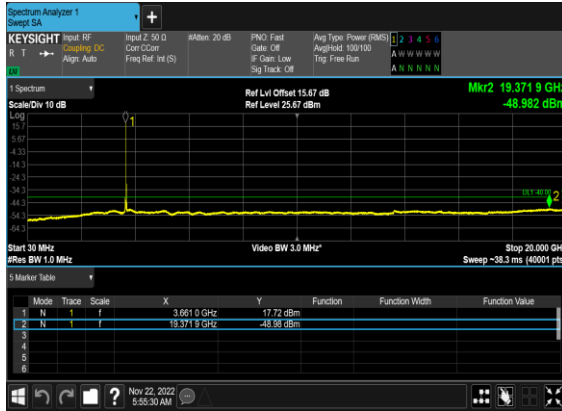 Spectrum Analyzer 1
Swept SA
+
KEYSIGHT Input: RF Input Z: 50 Ω #Atten: 20 dB PNO: Fast Avg Type: Power (RMS) 1 2 3 4 5 6
R T Coupling: DC Corr CCorr Gate: Off Avg|Hold: 100/100 A W W W W W
Align: Auto Freq Ref: Int (S) IF Gain: Low Trig: Free Run
LU Sig Track: Off A N N N N N
1 Spectrum Ref Lvl Offset 15.67 dB Mkr2 19.371 9 GHz
Scale/Div 10 dB Ref Level 25.67 dBm -48.982 dBm
Log
15.7
5.67
-4.33
-14.3
-24.3
-34.3
-44.3
-54.3
-64.3
1
2
Start 30 MHz Video BW 3.0 MHz* Stop 20.000 GH
#Res BW 1.0 MHz Sweep ~38.3 ms (40001 pts
5 Marker Table
Mode Trace Scale X Y Function Function Width Function Value
1 N 1 f 3.661 0 GHz 17.72 dBm
2 N 1 f 19.371 9 GHz -48.98 dBm
3
4
5
6
? Nov 22, 2022
5:55:30 AM